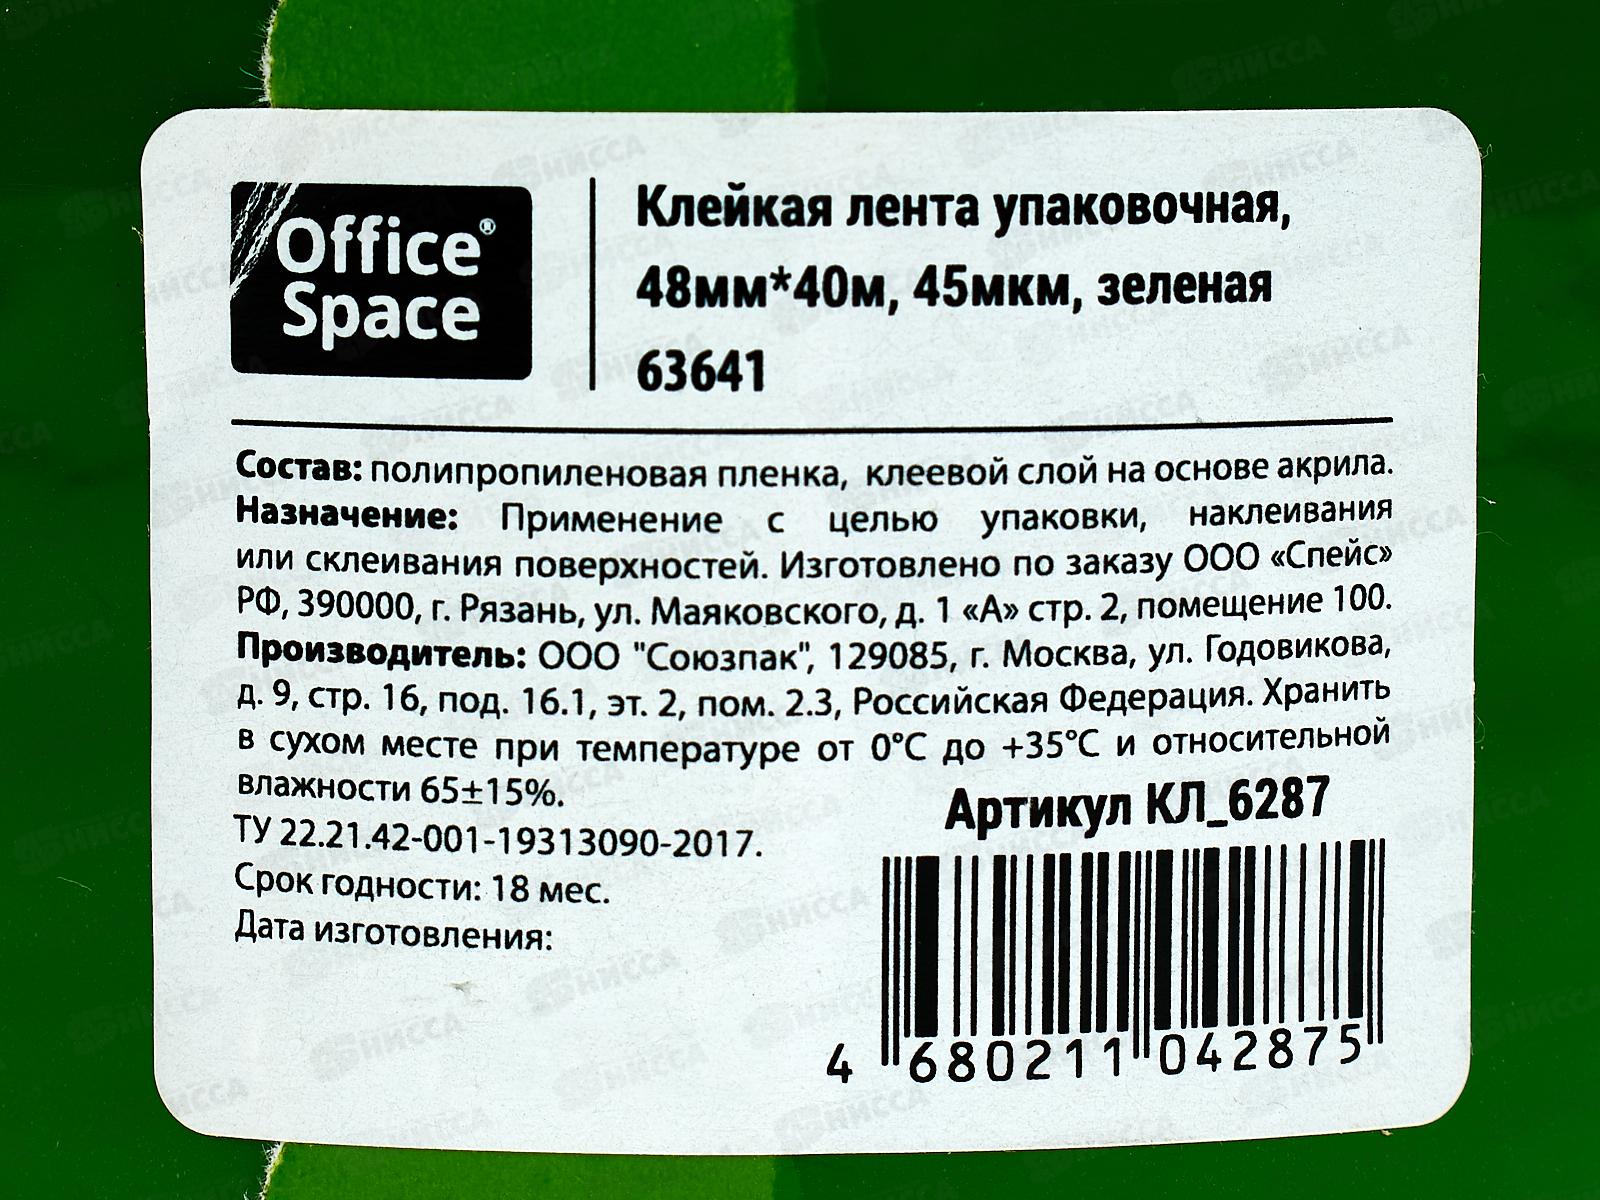 Office®
Space
Клейкая лента упаковочная,
48мм*40м, 45мкм, зеленая
63641
Состав: полипропиленовая пленка, клеевой слой на основе акрила.
Назначение: Применение с целью упаковки, наклеивания
или склеивания поверхностей. Изготовлено по заказу ООО «Спейс»
РФ, 390000, г. Рязань, ул. Маяковского, д. 1 «А» стр. 2, помещение 100.
Производитель: ООО "Союзпак", 129085, г. Москва, ул. Годовикова,
д. 9, стр. 16, под. 16.1, эт. 2, пом. 2.3, Российская Федерация. Хранить
в сухом месте при температуре от 0°С до +35°С и относительной
влажности 65±15%.
ТУ 22.21.42-001-19313090-2017.
Срок годности: 18 мес.
Дата изготовления:
Артикул КЛ_6287
4 680211 042875